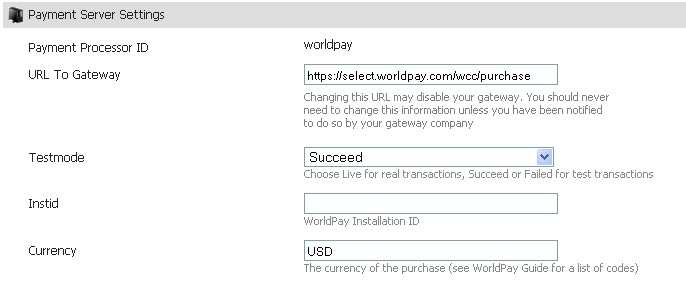 Payment Server Settings
Payment Processor ID worldpay
URL To Gateway https://select.worldpay.com/wcc/purchase
Changing this URL may disable your gateway. You should never
need to change this information unless you have been notified
to do so by your gateway company
Testmode Succeed
Choose Live for real transactions, Succeed or Failed for test transactions
Instid
WorldPay Installation ID
Currency USD
The currency of the purchase (see WorldPay Guide for a list of codes)